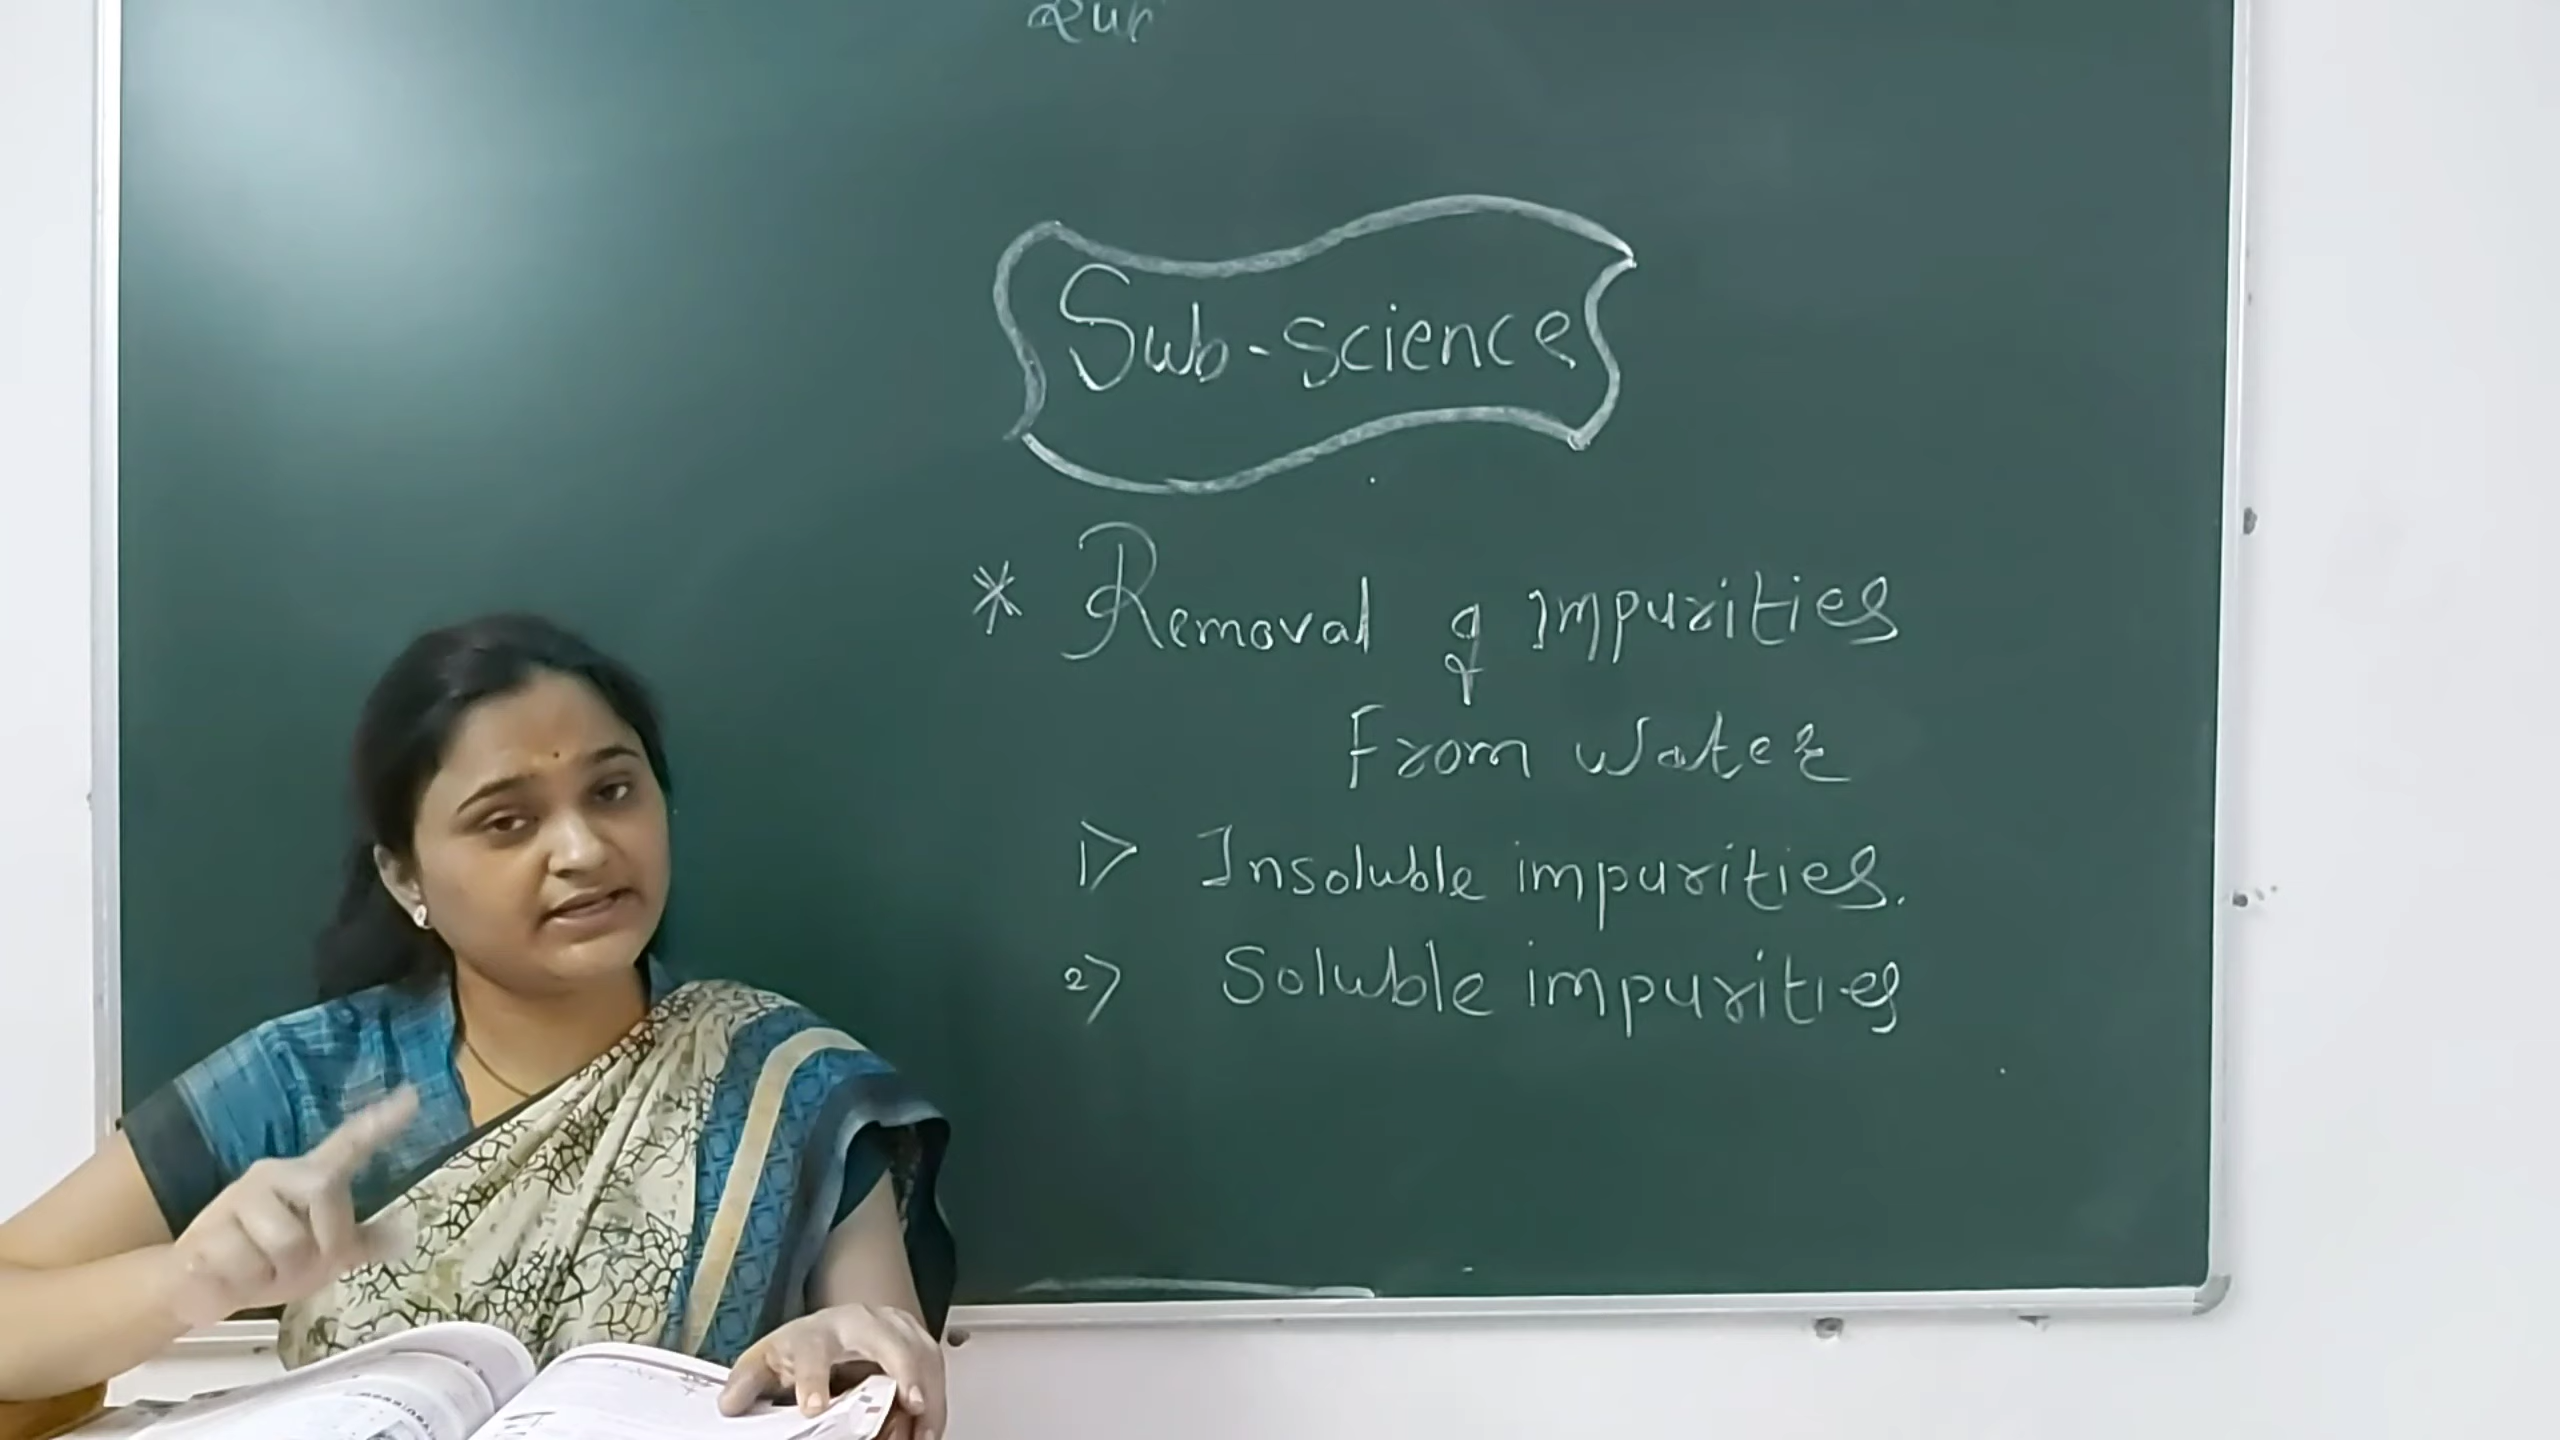 Sub-science
* Removal of Impurities
From Water
1> Insoluble impurities.
2> Soluble impurities